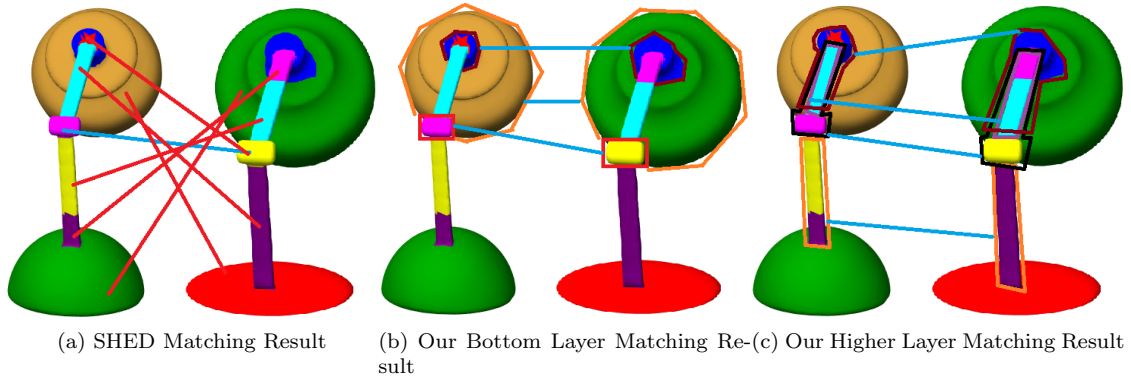 (a) SHED Matching Result
(b) Our Bottom Layer Matching Re-
sult
(c) Our Higher Layer Matching Result